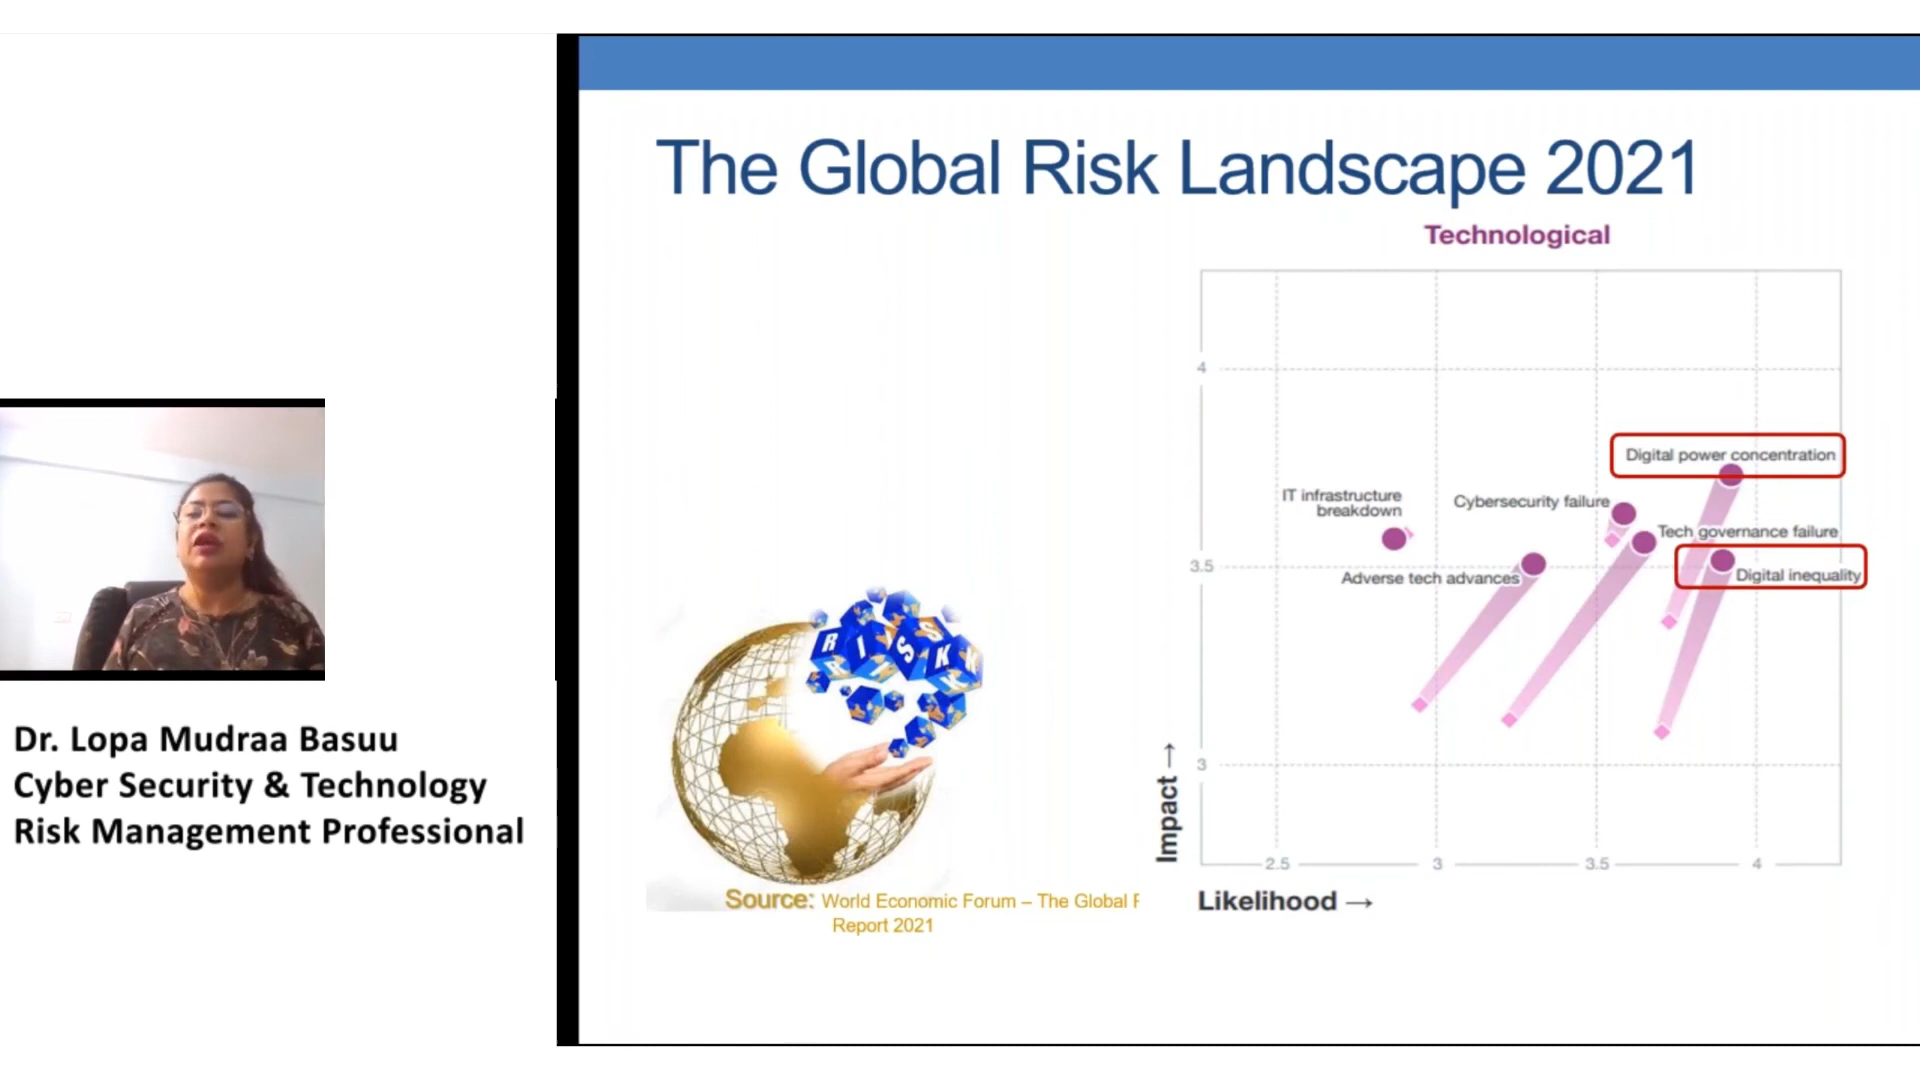 The Global Risk Landscape 2021
Technological
4
Digital power concentration
IT infrastructure
breakdown
Cybersecurity failure
Tech governance failure
3.5
Adverse tech advances
Digital inequality
R I S K
3
Impact →
2.5 3 3.5 4
Likelihood →
Source: World Economic Forum – The Global
Report 2021
Dr. Lopa Mudraa Basuu
Cyber Security & Technology
Risk Management Professional